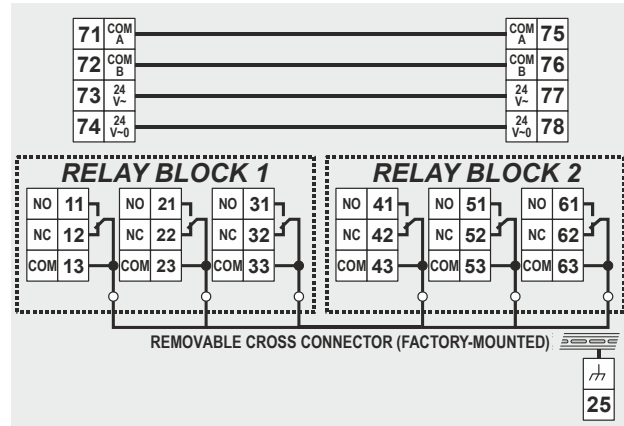 71 COM A COM A 75
72 COM B COM B 76
73 24 V~ 24 V~ 77
74 24 V~0 24 V~0 78
RELAY BLOCK 1 RELAY BLOCK 2
NO 11 NO 21 NO 31 NO 41 NO 51 NO 61
NC 12 NC 22 NC 32 NC 42 NC 52 NC 62
COM 13 COM 23 COM 33 COM 43 COM 53 COM 63
REMOVABLE CROSS CONNECTOR (FACTORY-MOUNTED)
25